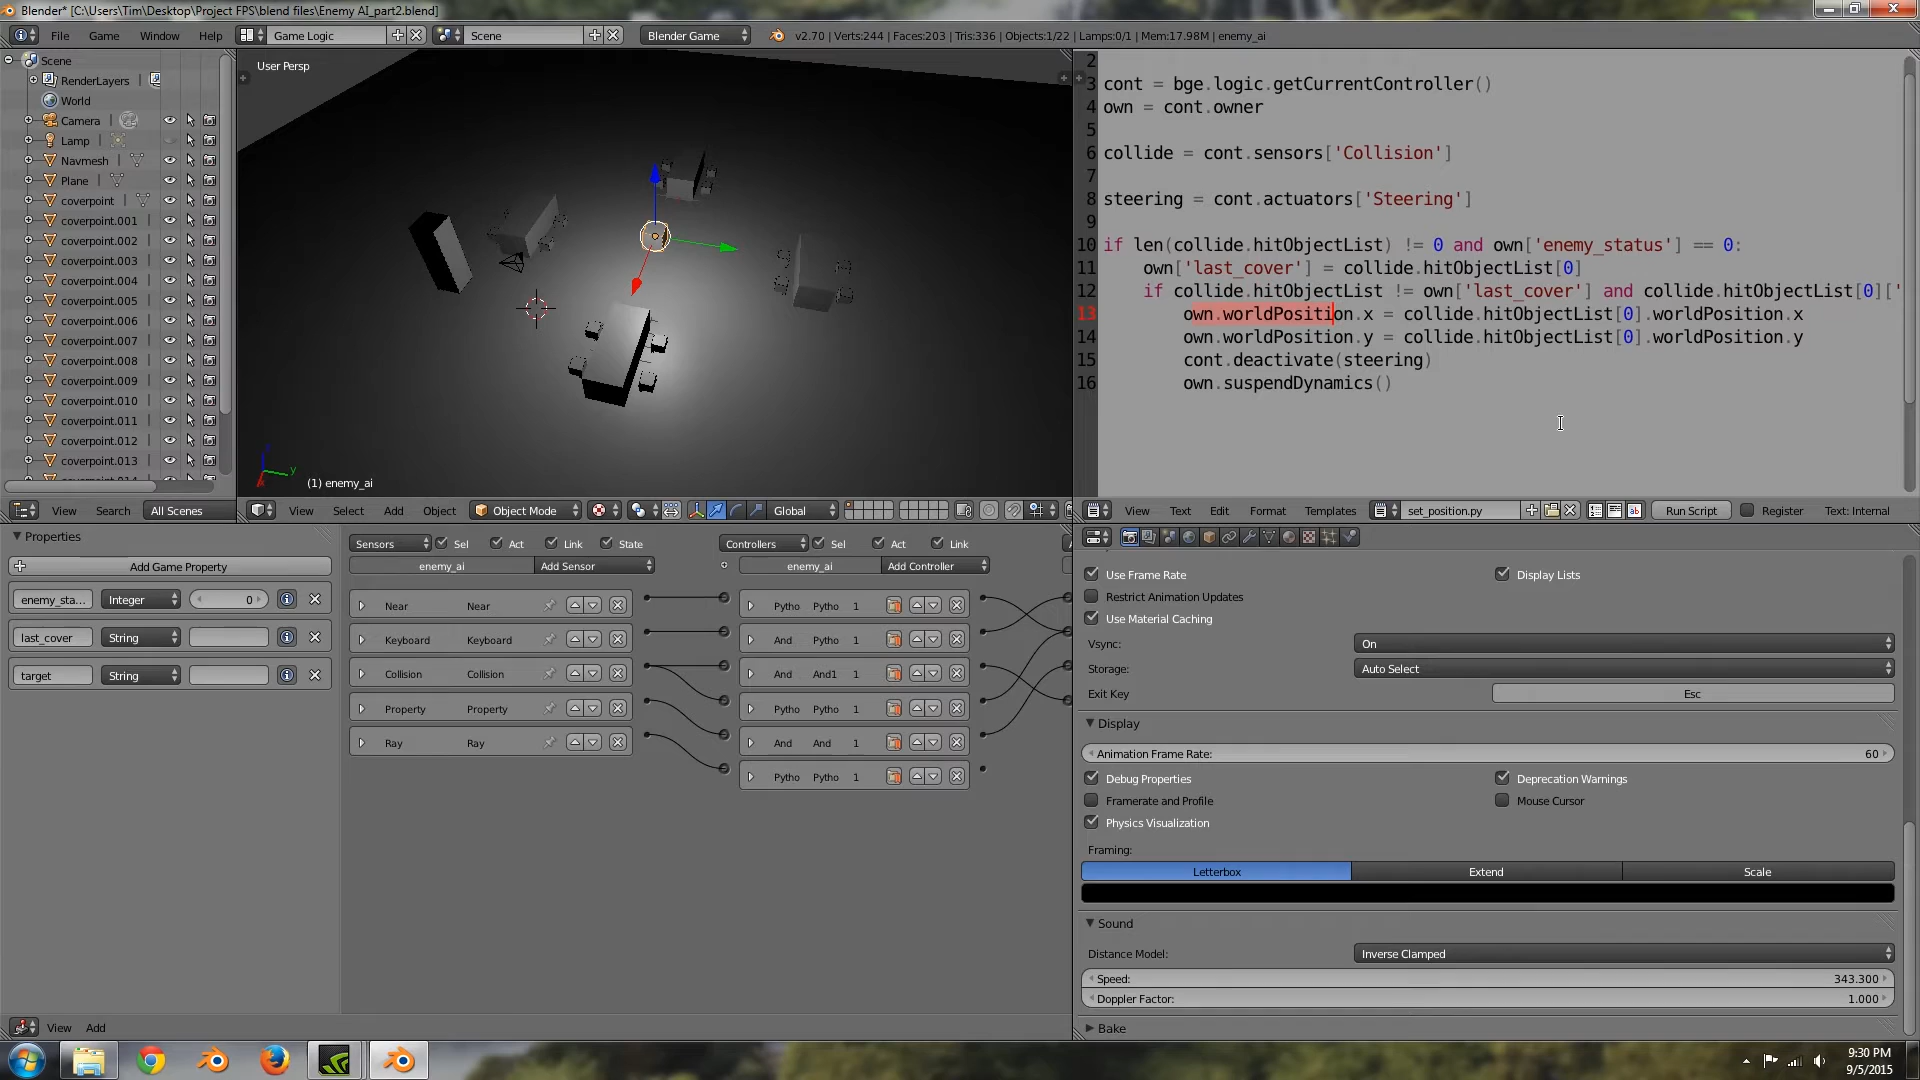 Blender* [C:\Users\Tim\Desktop\Project FPS\blend files\Enemy AI_part2.blend]
File Game Window Help Game Logic Scene Blender Game v2.70 | Verts:244 | Faces:203 | Tris:336 | Objects:1/22 | Lamps:0/1 | Mem:17.98M | enemy_ai
Scene
RenderLayers
World
Camera
Lamp
Navmesh
Plane
coverpoint
coverpoint.001
coverpoint.002
coverpoint.003
coverpoint.004
coverpoint.005
coverpoint.006
coverpoint.007
coverpoint.008
coverpoint.009
coverpoint.010
coverpoint.011
coverpoint.012
coverpoint.013
View Search All Scenes
User Persp
y
(1) enemy_ai
View Select Add Object Object Mode Global
2
3 cont = bge.logic.getCurrentController()
4 own = cont.owner
5
6 collide = cont.sensors['Collision']
7
8 steering = cont.actuators['Steering']
9
10 if len(collide.hitObjectList) != 0 and own['enemy_status'] == 0:
11 own['last_cover'] = collide.hitObjectList[0]
12 if collide.hitObjectList != own['last_cover'] and collide.hitObjectList[0]['
13 own.worldPosition.x = collide.hitObjectList[0].worldPosition.x
14 own.worldPosition.y = collide.hitObjectList[0].worldPosition.y
15 cont.deactivate(steering)
16 own.suspendDynamics()
View Text Edit Format Templates set_position.py Run Script Register Text: Internal
Properties
Add Game Property
enemy_sta... Integer 0
last_cover String
target String
Sensors Sel Act Link State
enemy_ai Add Sensor
Near Near
Keyboard Keyboard
Collision Collision
Property Property
Ray Ray
Controllers Sel Act Link
enemy_ai Add Controller
Pytho Pytho 1
And Pytho 1
And And1 1
Pytho Pytho 1
And And 1
Pytho Pytho 1
View Add
Use Frame Rate Display Lists
Restrict Animation Updates
Use Material Caching
Vsync: On
Storage: Auto Select
Exit Key Esc
Display
Animation Frame Rate: 60
Debug Properties Deprecation Warnings
Framerate and Profile Mouse Cursor
Physics Visualization
Framing:
Letterbox Extend Scale
Sound
Distance Model: Inverse Clamped
Speed: 343.300
Doppler Factor: 1.000
Bake
9:30 PM
9/5/2015